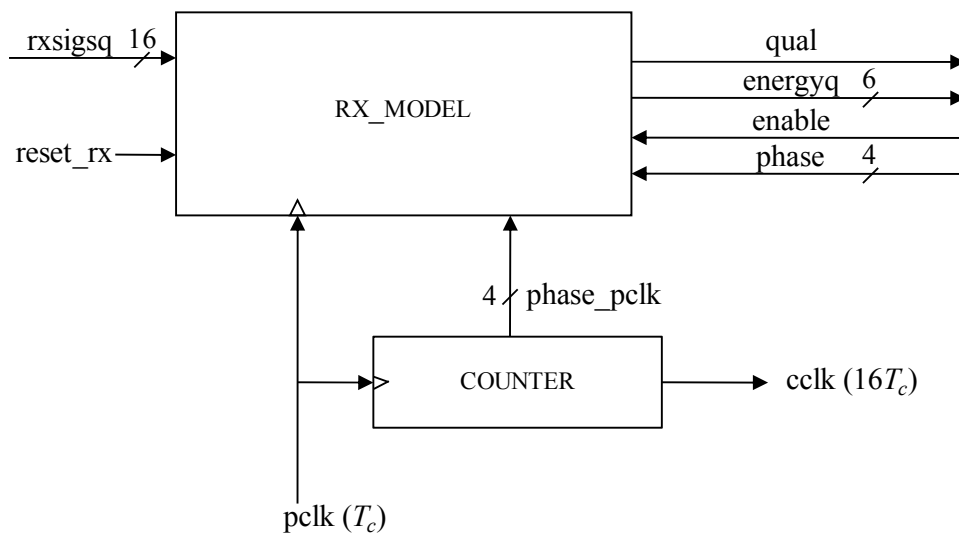 rxsigsq 16
qual
energyq 6
RX_MODEL
enable
reset_rx
phase 4
4 phase_pclk
COUNTER
cclk (16Tc)
pclk (Tc)